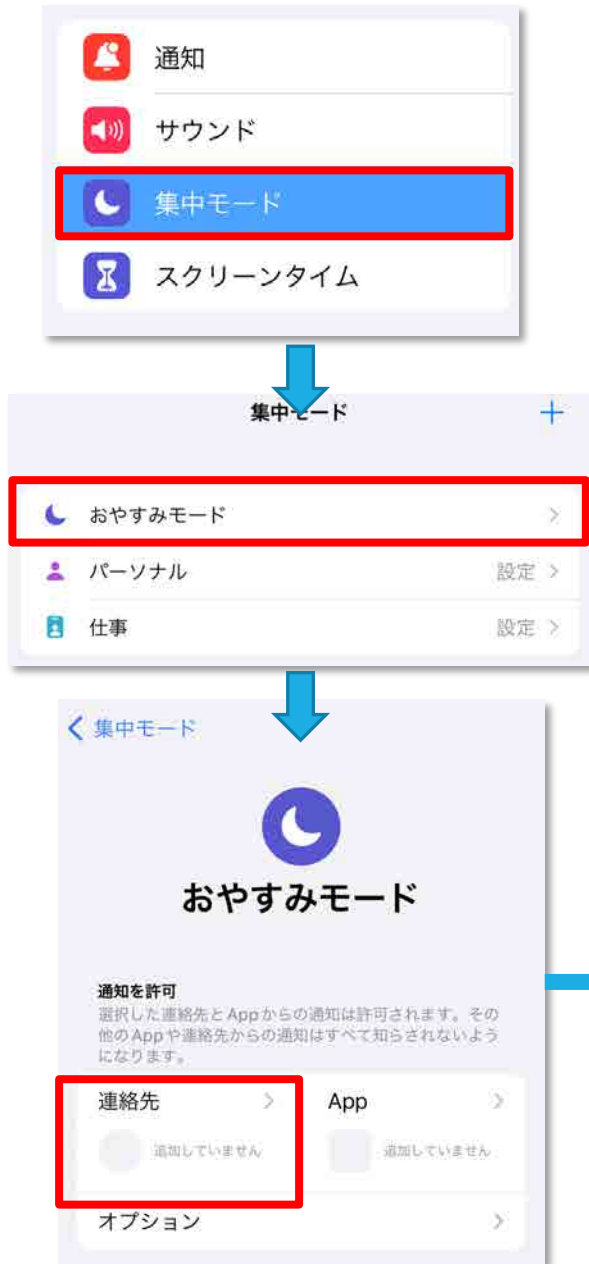 通知
サウンド
集中モード
スクリーンタイム
集中モード
おやすみモード
パーソナル 設定
仕事 設定
集中モード
おやすみモード
通知を許可
選択した連絡先とAppからの通知は許可されます。その
他のAppや連絡先からの通知はすべて知らされないよう
になります。
連絡先 App
追加していません 追加していません
オプション